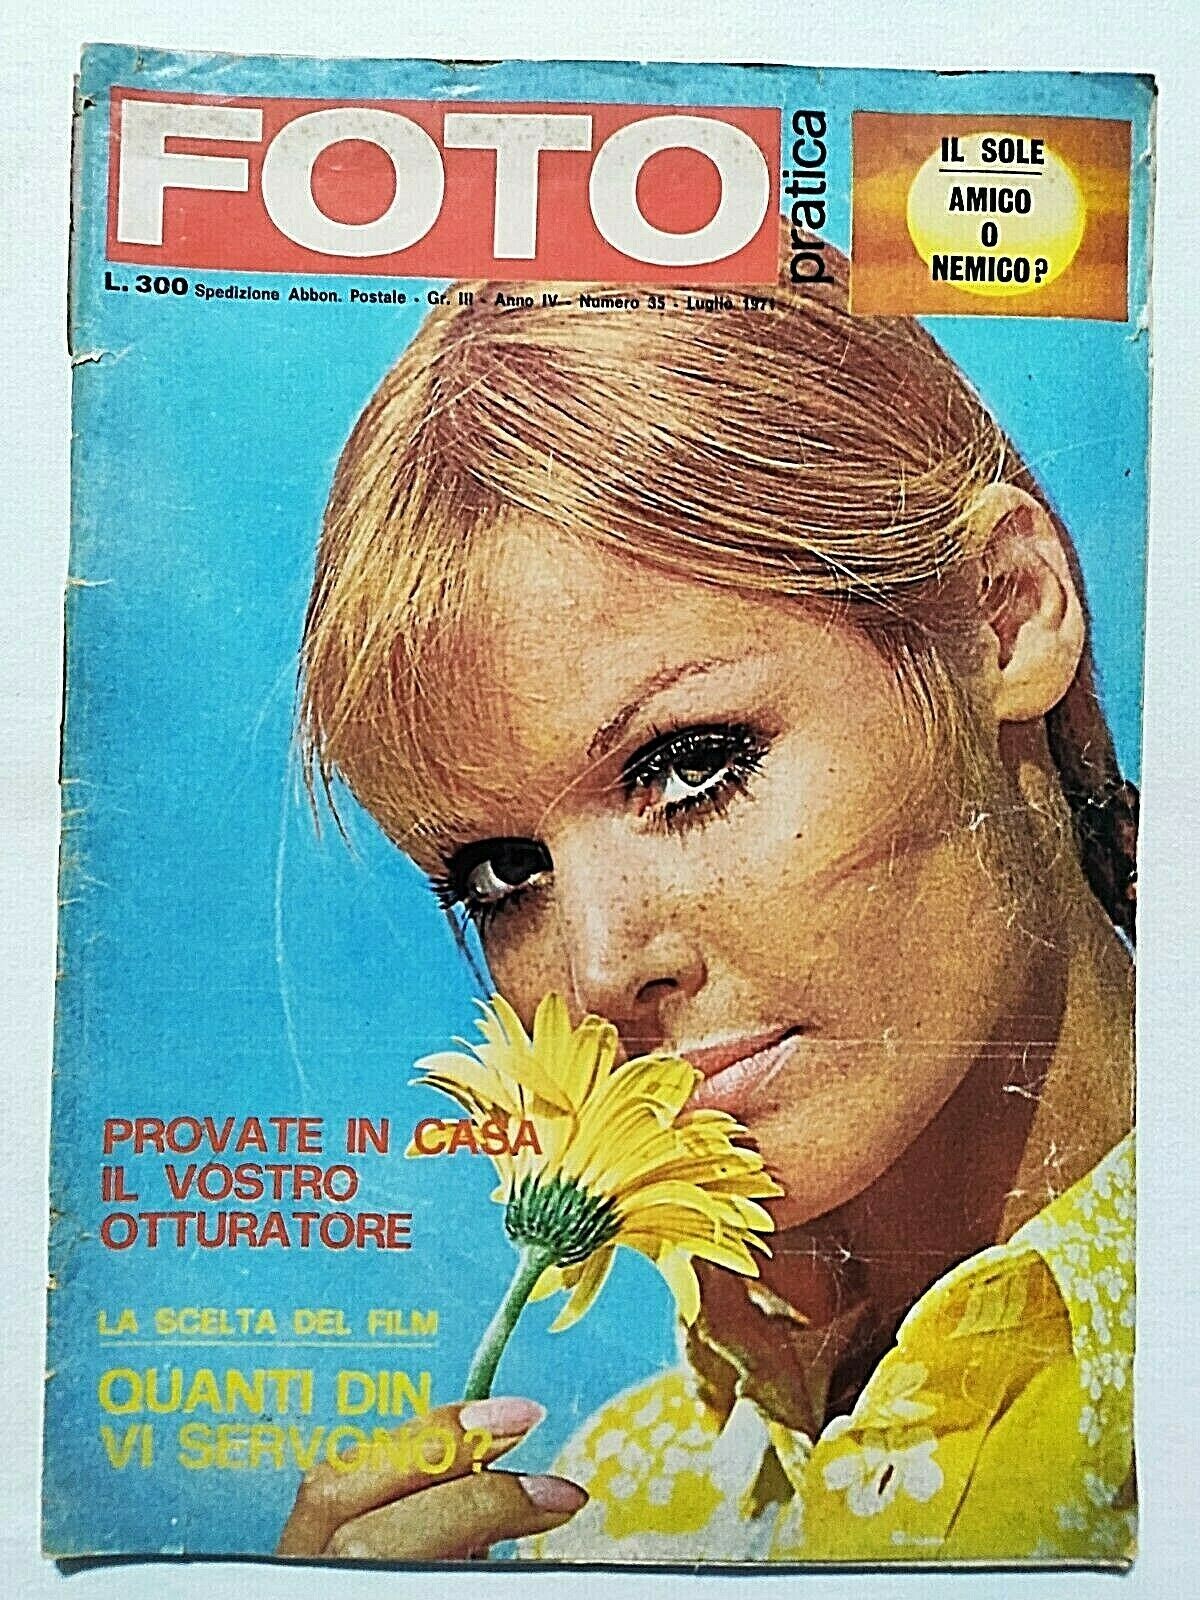 FOTO
pratica
IL SOLE
AMICO
O
NEMICO?
L. 300 Spedizione Abbon. Postale - Gr. III - Anno IV - Numero 35 - Luglio 1971
PROVATE IN CASA
IL VOSTRO
OTTURATORE
LA SCELTA DEL FILM
QUANTI DIN
VI SERVONO?